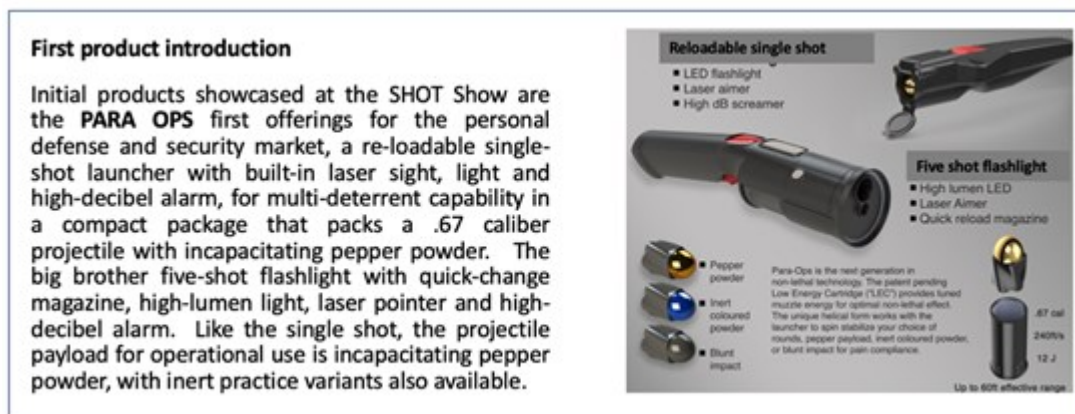 First product introduction
Initial products showcased at the SHOT Show are
the PARA OPS first offerings for the personal
defense and security market, a re-loadable single-
shot launcher with built-in laser sight, light and
high-decibel alarm, for multi-deterrent capability in
a compact package that packs a .67 caliber
projectile with incapacitating pepper powder. The
big brother five-shot flashlight with quick-change
magazine, high-lumen light, laser pointer and high-
decibel alarm. Like the single shot, the projectile
payload for operational use is incapacitating pepper
powder, with inert practice variants also available.
Reloadable single shot
▪ LED flashlight
▪ Laser aimer
▪ High dB screamer
Five shot flashlight
▪ High lumen LED
▪ Laser Aimer
▪ Quick reload magazine
▪ Pepper
powder
▪ Inert
coloured
powder
▪ Blunt
impact
Para-Ops is the next generation in
non-lethal technology. The patent pending
Low Energy Cartridge ("LEC") provides tuned
muzzle energy for optimal non-lethal effect.
The unique helical form works with the
launcher to spin stabilize your choice of
rounds, pepper payload, inert coloured powder,
or blunt impact for pain compliance.
.67 cal
240ft/s
12 J
Up to 60ft effective range